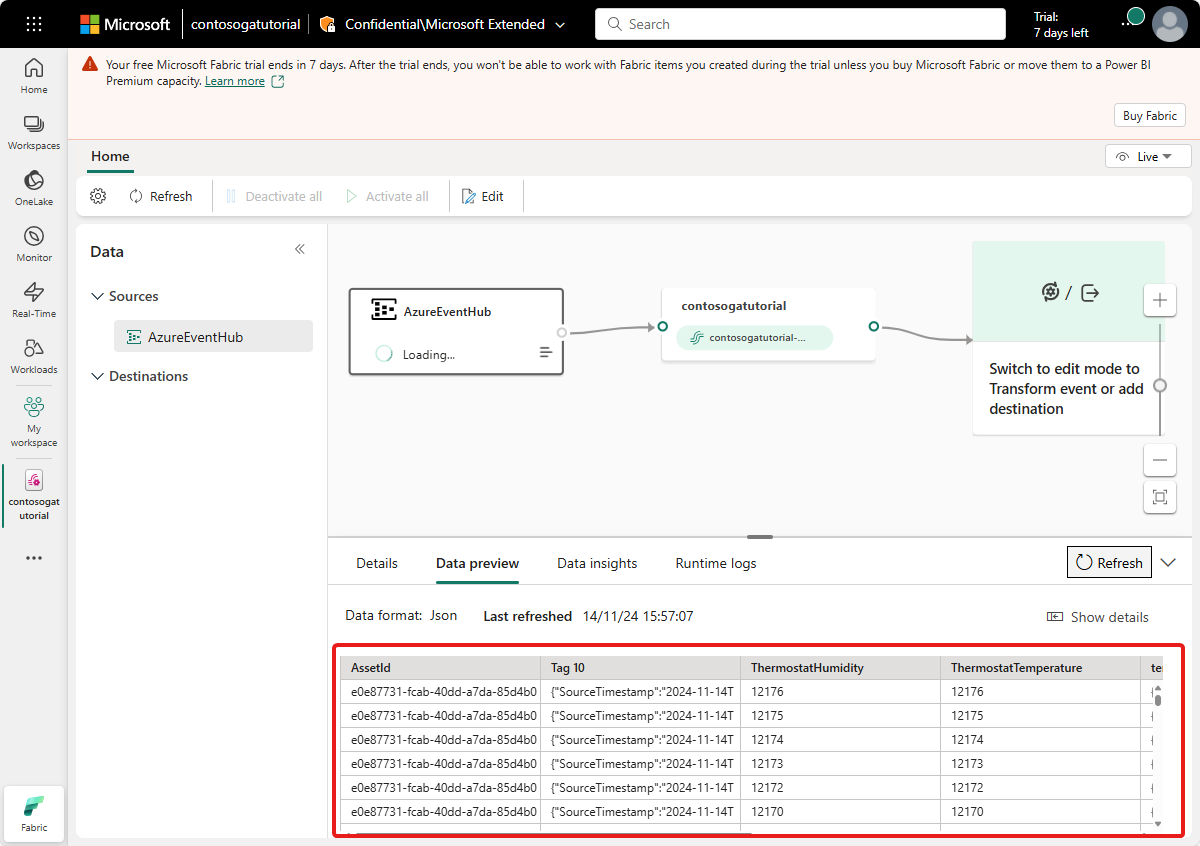 Microsoft
contosogatutorial
Confidential\Microsoft Extended
Search
Trial:
7 days left
Your free Microsoft Fabric trial ends in 7 days. After the trial ends, you won't be able to work with Fabric items you created during the trial unless you buy Microsoft Fabric or move them to a Power BI
Premium capacity. Learn more
Buy Fabric
Home
Workspaces
OneLake
Monitor
Real-Time
Workloads
My
workspace
contosogat
utorial
Fabric
Home
Live
Refresh
Deactivate all
Activate all
Edit
Data
Sources
AzureEventHub
Destinations
AzureEventHub
Loading...
contosogatutorial
contosogatutorial-...
/
Switch to edit mode to
Transform event or add
destination
Details
Data preview
Data insights
Runtime logs
Refresh
Data format: Json
Last refreshed 14/11/24 15:57:07
Show details
AssetId Tag 10 ThermostatHumidity ThermostatTemperature te
e0e87731-fcab-40dd-a7da-85d4b0 {"SourceTimestamp":"2024-11-14T 12176 12176 {
e0e87731-fcab-40dd-a7da-85d4b0 {"SourceTimestamp":"2024-11-14T 12175 12175 {
e0e87731-fcab-40dd-a7da-85d4b0 {"SourceTimestamp":"2024-11-14T 12174 12174 {
e0e87731-fcab-40dd-a7da-85d4b0 {"SourceTimestamp":"2024-11-14T 12173 12173 {
e0e87731-fcab-40dd-a7da-85d4b0 {"SourceTimestamp":"2024-11-14T 12172 12172 {
e0e87731-fcab-40dd-a7da-85d4b0 {"SourceTimestamp":"2024-11-14T 12170 12170 {